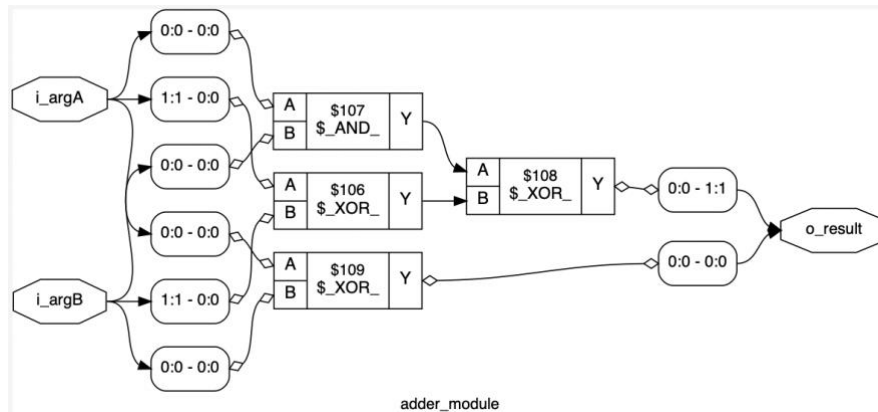 0:0 - 0:0
i_argA
1:1 - 0:0
A
$107
$_AND_
Y
B
0:0 - 0:0
A
$106
$_XOR_
Y
B
A
$108
$_XOR_
Y
B
0:0 - 1:1
o_result
0:0 - 0:0
0:0 - 0:0
A
$109
$_XOR_
Y
B
i_argB
1:1 - 0:0
0:0 - 0:0
adder_module